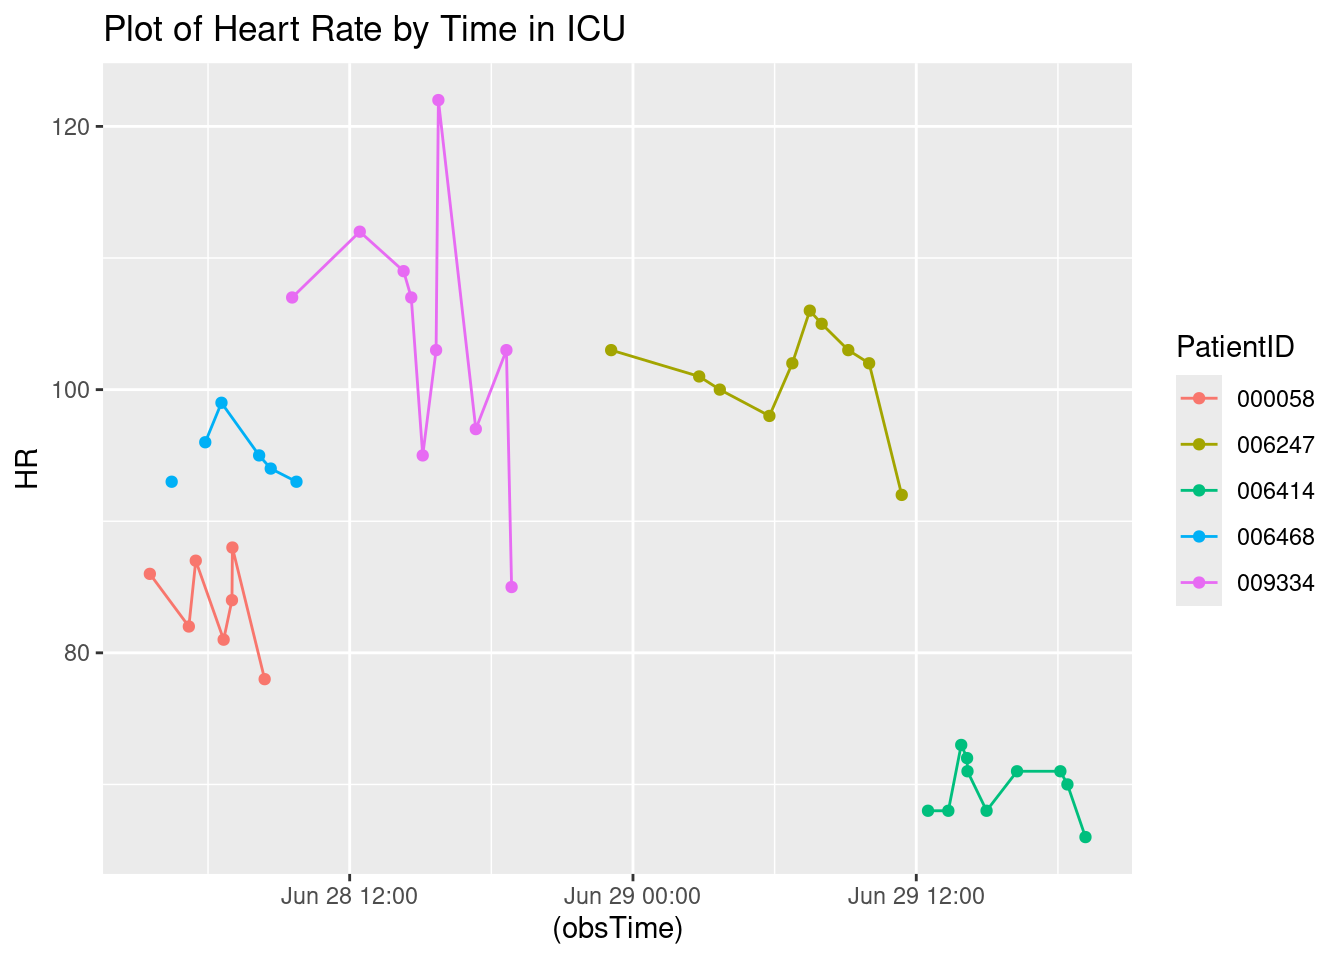 Plot of Heart Rate by Time in ICU
120
100
80
HR
Jun 28 12:00
Jun 29 00:00
Jun 29 12:00
(obsTime)
PatientID
000058
006247
006414
006468
009334